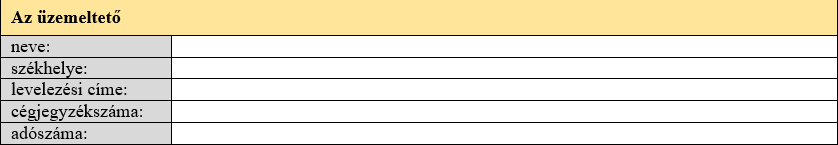 Az üzemeltető
neve:
székhelye:
levelezési címe:
cégjegyzékszáma:
adószáma: